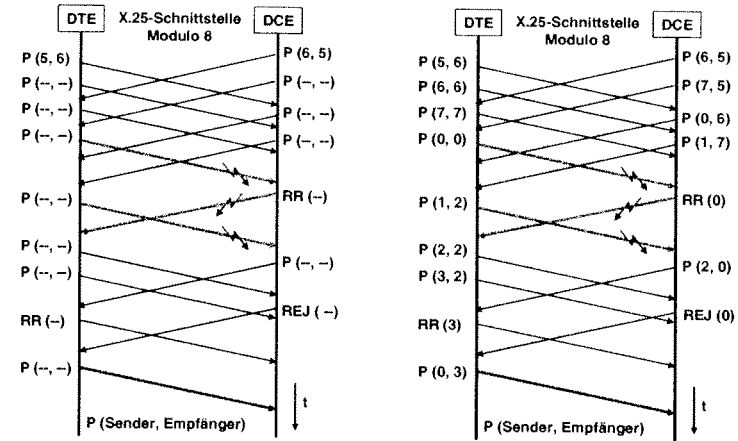 DTE
X.25-Schnittstelle
Modulo 8
DCE
P (5, 6)
P (--, --)
P (--, --)
P (--, --)
P (--, --)
P (--, --)
P (--, --)
RR (--)
P (--, --)
P (6, 5)
P (--, --)
P (--, --)
P (--, --)
RR (--)
P (--, --)
REJ (--)
t
P (Sender, Empfänger)
DTE
X.25-Schnittstelle
Modulo 8
DCE
P (5, 6)
P (6, 6)
P (7, 7)
P (0, 0)
P (1, 2)
P (2, 2)
P (3, 2)
RR (3)
P (0, 3)
P (6, 5)
P (7, 5)
P (0, 6)
P (1, 7)
RR (0)
P (2, 0)
REJ (0)
t
P (Sender, Empfänger)